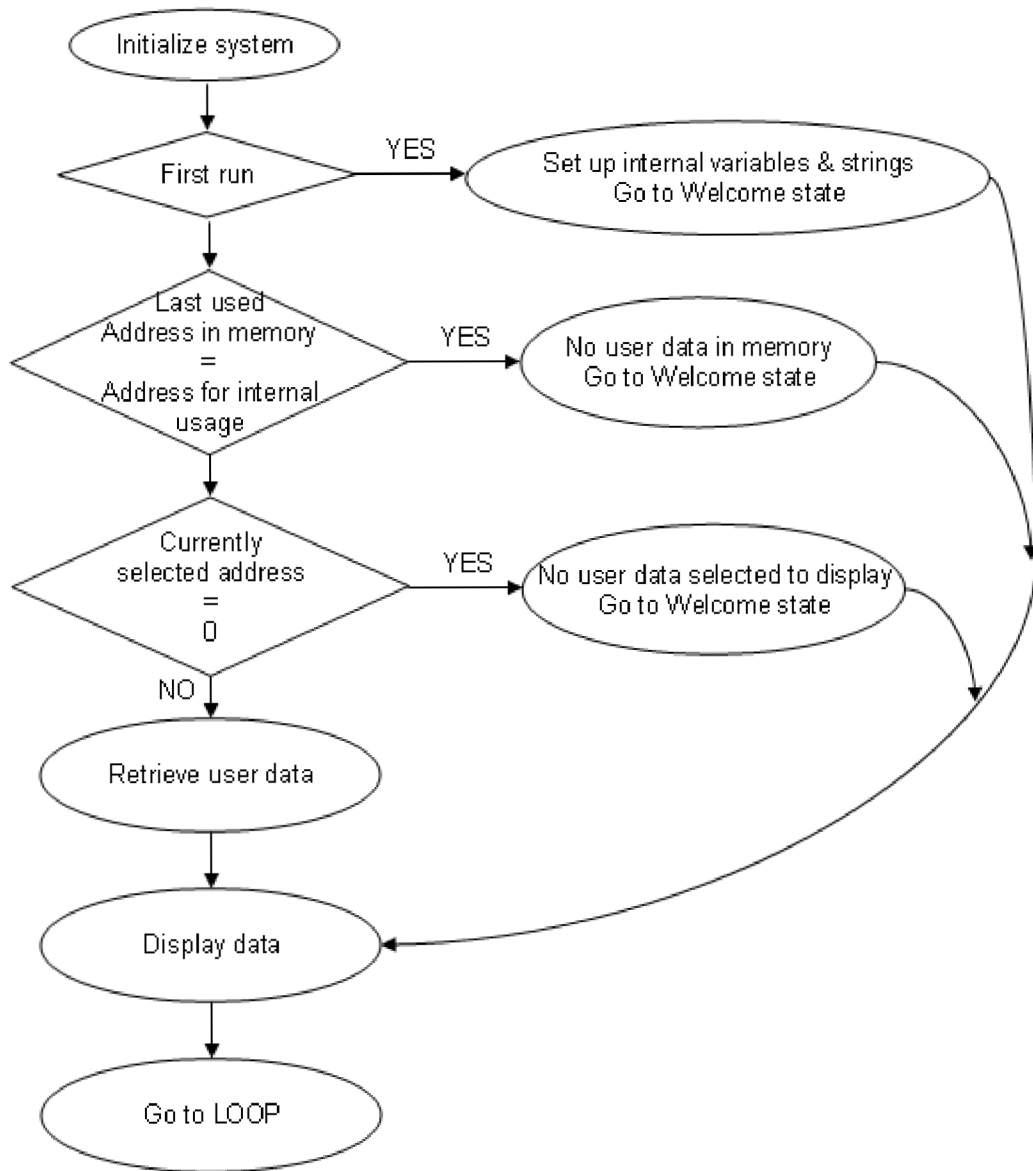 Initialize system
First run
YES
Set up internal variables & strings
Go to Welcome state
Last used
Address in memory
=
Address for internal
usage
YES
No user data in memory
Go to Welcome state
Currently
selected address
=
0
YES
No user data selected to display
Go to Welcome state
NO
Retrieve user data
Display data
Go to LOOP